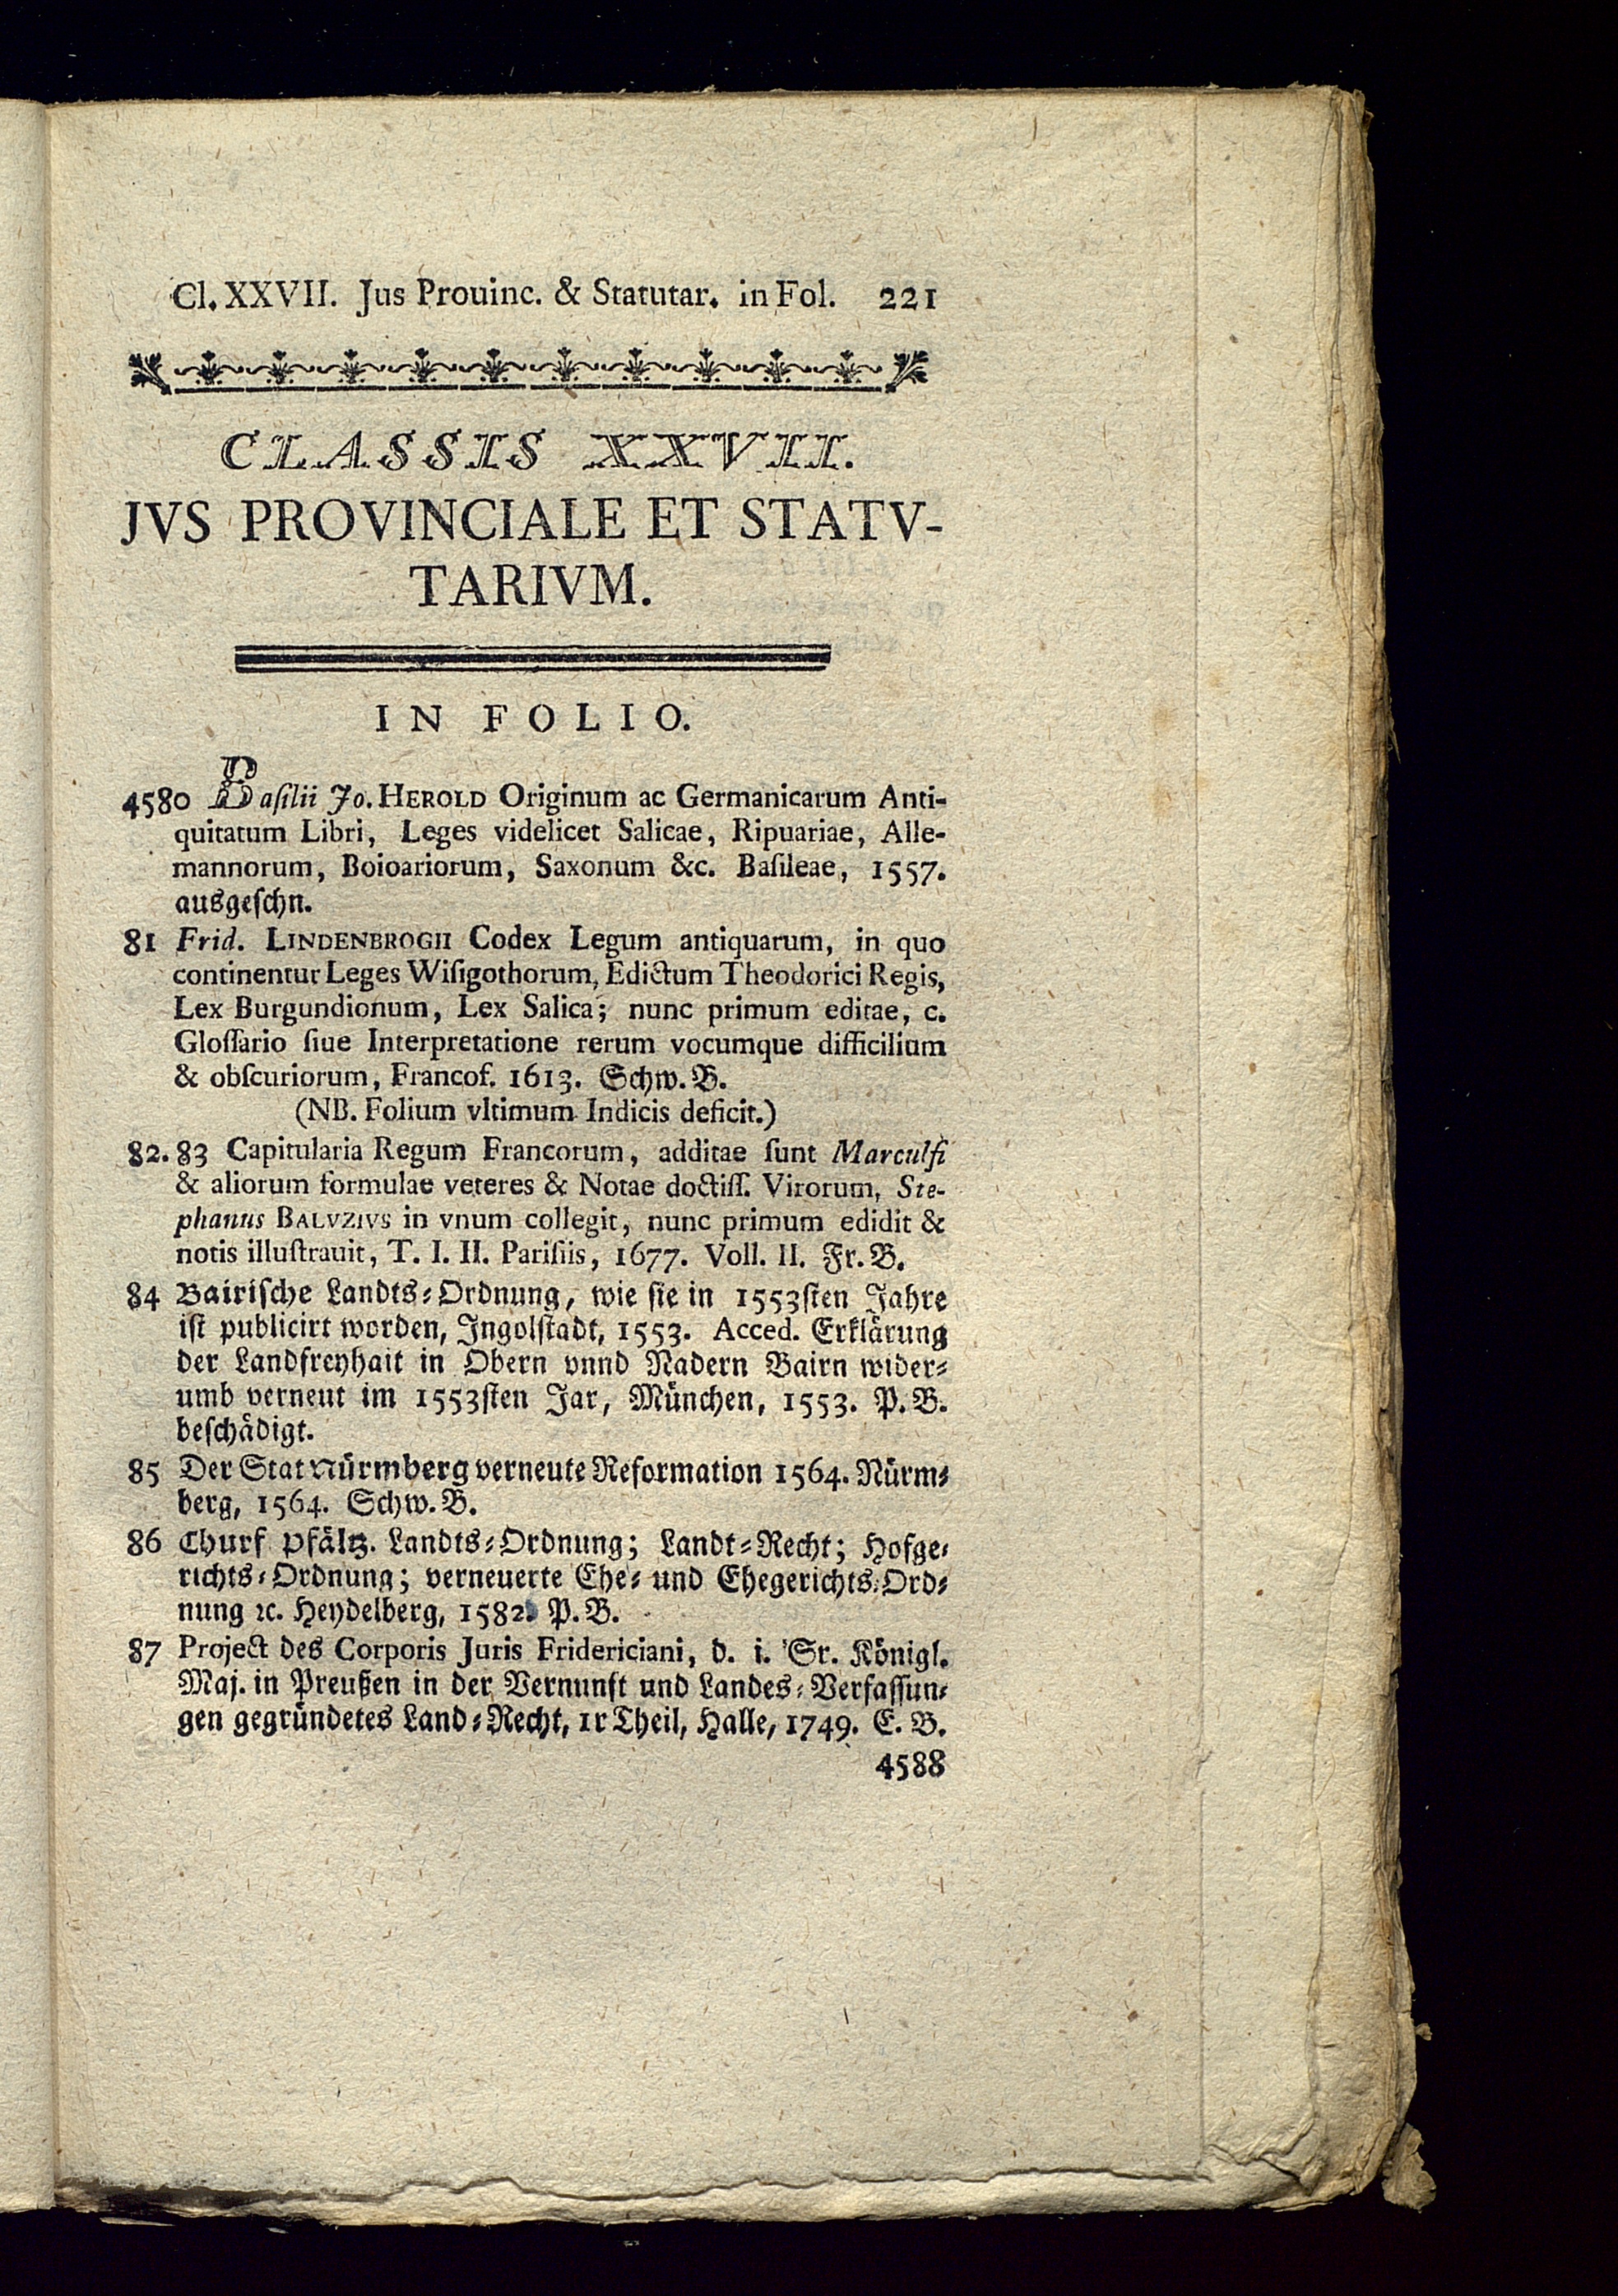 Cl. XXVII. Jus Prouinc. & Statutar. in Fol. 221
CLASSIS XXVII.
JVS PROVINCIALE ET STATV-
TARIVM.
IN FOLIO.
4580 Baſilii Jo. HEROLD Originum ac Germanicarum Anti-
quitatum Libri, Leges videlicet Salicae, Ripuariae, Alle-
mannorum, Boioariorum, Saxonum &c. Baſileae, 1557.
ausgeſchn.
81 Frid. LINDENBROGII Codex Legum antiquarum, in quo
continentur Leges Wiſigothorum, Edictum Theodorici Regis,
Lex Burgundionum, Lex Salica; nunc primum editae, c.
Gloſſario ſiue Interpretatione rerum vocumque difficilium
& obſcuriorum, Francof. 1613. Schw. B.
(NB. Folium vltimum Indicis deficit.)
82. 83 Capitularia Regum Francorum, additae ſunt Marculfi
& aliorum formulae veteres & Notae doctiſſ. Virorum, Ste-
phanus BALVZIVS in vnum collegit, nunc primum edidit &
notis illuſtrauit, T. I. II. Pariſiis, 1677. Voll. II. Fr. B.
84 Bairiſche Landts-Ordnung, wie ſie in 1553ſten Jahre
iſt publicirt worden, Ingolſtadt, 1553. Acced. Erklärung
der Landfreyhait in Obern vnnd Nadern Bairn wider-
umb verneut im 1553ſten Jar, München, 1553. P. B.
beſchädigt.
85 Der Stat Nürmberg verneute Reformation 1564. Nürm-
berg, 1564. Schw. B.
86 Churf Pfältz. Landts-Ordnung; Landt-Recht; Hofge-
richts-Ordnung; verneuerte Ehe- und Ehegerichts-Ord-
nung ꝛc. Heydelberg, 1582. P. B.
87 Project des Corporis Juris Fridericiani, d. i. Sr. Königl.
Maj. in Preußen in der Vernunft und Landes-Verfaſſun-
gen gegründetes Land-Recht, 1r Theil, Halle, 1749. E. B.
4588